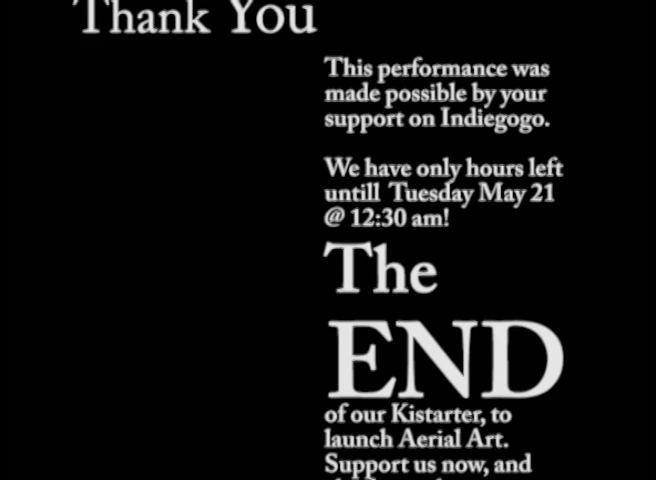 Thank You
This performance was
made possible by your
support on Indiegogo.
We have only hours left
untill Tuesday May 21
@ 12:30 am!
The
END
of our Kistarter, to
launch Aerial Art.
Support us now, and